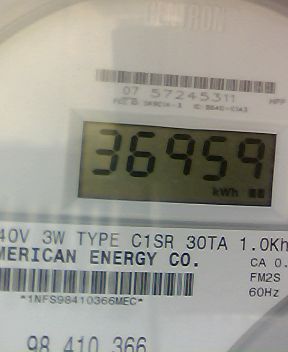 CENTRON
07 57245311
36959
kWh
40V 3W TYPE C1SR 30TA 1.0Kh
MERICAN ENERGY CO.
CA 0.
FM2S
60Hz
*1NFS98410366MEC*
98 410 366